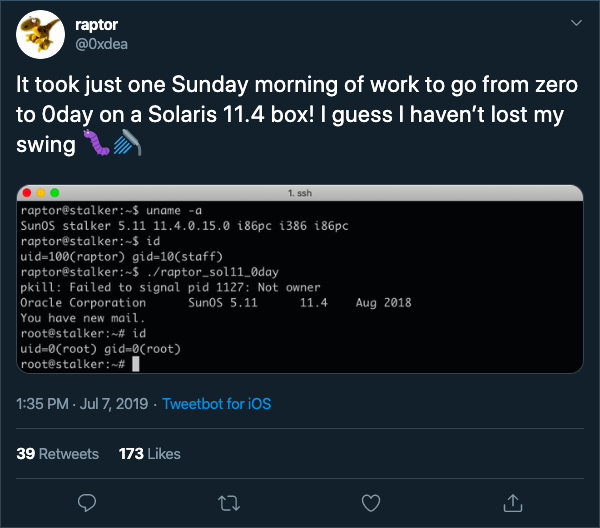 raptor
@0xdea
It took just one Sunday morning of work to go from zero
to 0day on a Solaris 11.4 box! I guess I haven't lost my
swing 🐛🚿
1. ssh
raptor@stalker:~$ uname -a
SunOS stalker 5.11 11.4.0.15.0 i86pc i386 i86pc
raptor@stalker:~$ id
uid=100(raptor) gid=10(staff)
raptor@stalker:~$ ./raptor_sol11_0day
pkill: Failed to signal pid 1127: Not owner
Oracle Corporation      SunOS 5.11      11.4    Aug 2018
You have new mail.
root@stalker:~# id
uid=0(root) gid=0(root)
root@stalker:~#
1:35 PM · Jul 7, 2019 · Tweetbot for iOS
39 Retweets 173 Likes